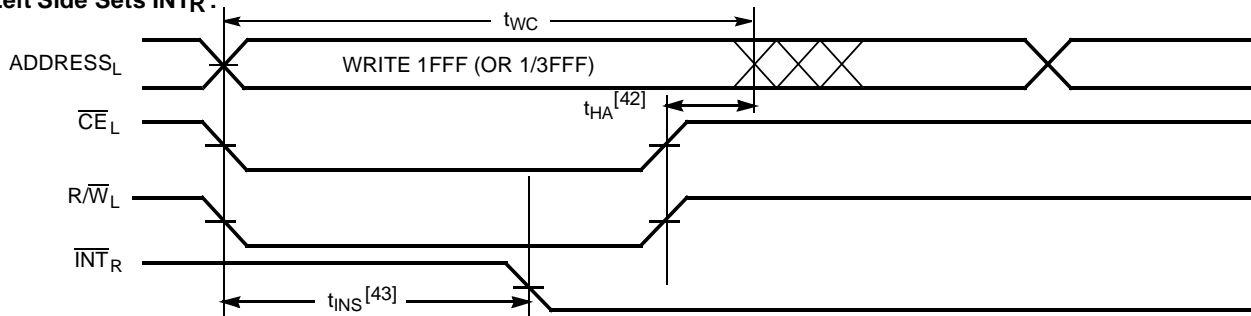 Left Side Sets INTR :
tWC
ADDRESSL
WRITE 1FFF (OR 1/3FFF)
tHA[42]
CEL
R/WL
INTR
tINS[43]